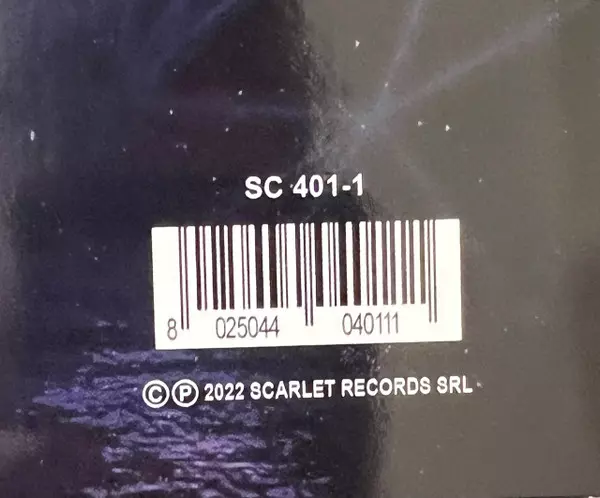 SC 401-1
8 025044 040111
©℗ 2022 SCARLET RECORDS SRL